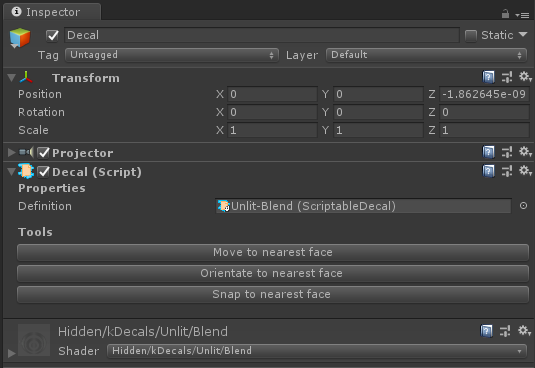 Inspector
Decal Static
Tag Untagged Layer Default
Transform
Position X 0 Y 0 Z -1.862645e-09
Rotation X 0 Y 0 Z 0
Scale X 1 Y 1 Z 1
Projector
Decal (Script)
Properties
Definition Unlit-Blend (ScriptableDecal)
Tools
Move to nearest face
Orientate to nearest face
Snap to nearest face
Hidden/kDecals/Unlit/Blend
Shader Hidden/kDecals/Unlit/Blend